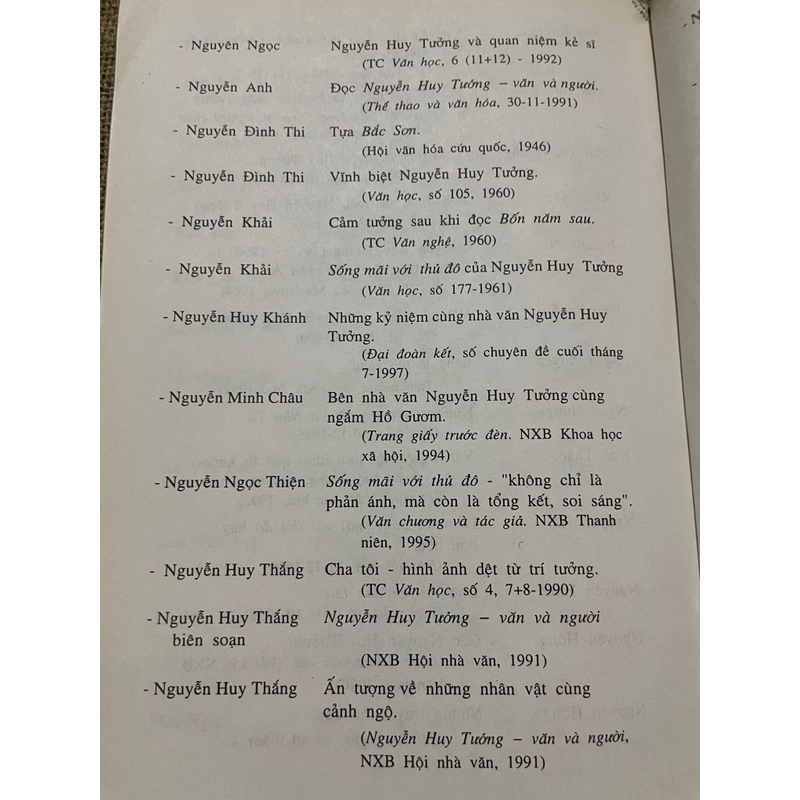 - Nguyên Ngọc Nguyễn Huy Tưởng và quan niệm kẻ sĩ
(TC Văn học, 6 (11+12) - 1992)
- Nguyễn Anh Đọc Nguyễn Huy Tưởng – văn và người.
(Thể thao và văn hóa, 30-11-1991)
- Nguyễn Đình Thi Tựa Bắc Sơn.
(Hội văn hóa cứu quốc, 1946)
- Nguyễn Đình Thi Vĩnh biệt Nguyễn Huy Tưởng.
(Văn học, số 105, 1960)
- Nguyễn Khải Cảm tưởng sau khi đọc Bốn năm sau.
(TC Văn nghệ, 1960)
- Nguyễn Khải Sống mãi với thủ đô của Nguyễn Huy Tưởng
(Văn học, số 177-1961)
- Nguyễn Huy Khánh Những kỷ niệm cùng nhà văn Nguyễn Huy
Tưởng.
(Đại đoàn kết, số chuyên đề cuối tháng
7-1997)
- Nguyễn Minh Châu Bên nhà văn Nguyễn Huy Tưởng cùng
ngắm Hồ Gươm.
(Trang giấy trước đèn. NXB Khoa học
xã hội, 1994)
- Nguyễn Ngọc Thiện Sống mãi với thủ đô - "không chỉ là
phản ánh, mà còn là tổng kết, soi sáng".
(Văn chương và tác giả. NXB Thanh
niên, 1995)
- Nguyễn Huy Thắng Cha tôi - hình ảnh dệt từ trí tưởng.
(TC Văn học, số 4, 7+8-1990)
- Nguyễn Huy Thắng Nguyễn Huy Tưởng – văn và người
biên soạn
(NXB Hội nhà văn, 1991)
- Nguyễn Huy Thắng Ấn tượng về những nhân vật cùng
cảnh ngộ.
(Nguyễn Huy Tưởng – văn và người,
NXB Hội nhà văn, 1991)